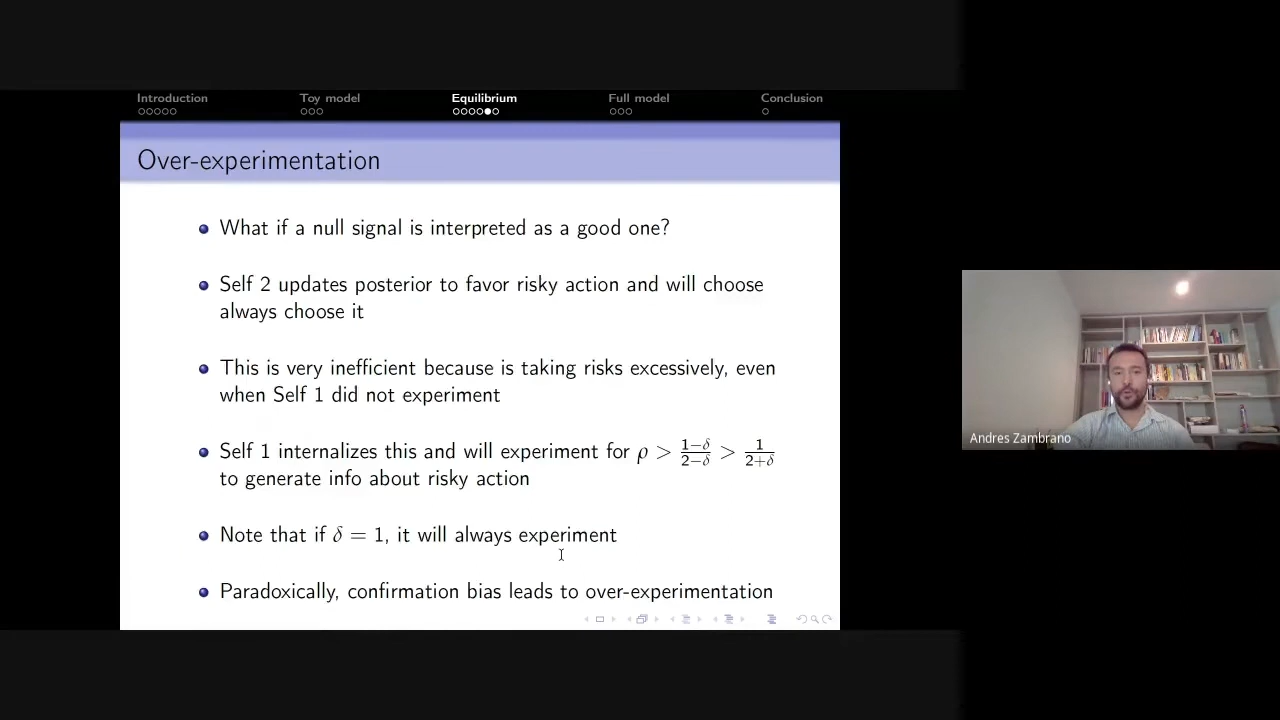 Introduction Toy model Equilibrium Full model Conclusion
Over-experimentation
What if a null signal is interpreted as a good one?
Self 2 updates posterior to favor risky action and will choose
always choose it
This is very inefficient because is taking risks excessively, even
when Self 1 did not experiment
Self 1 internalizes this and will experiment for ρ > 1−δ/2−δ > 1/2+δ
to generate info about risky action
Note that if δ = 1, it will always experiment
Paradoxically, confirmation bias leads to over-experimentation
Andres Zambrano